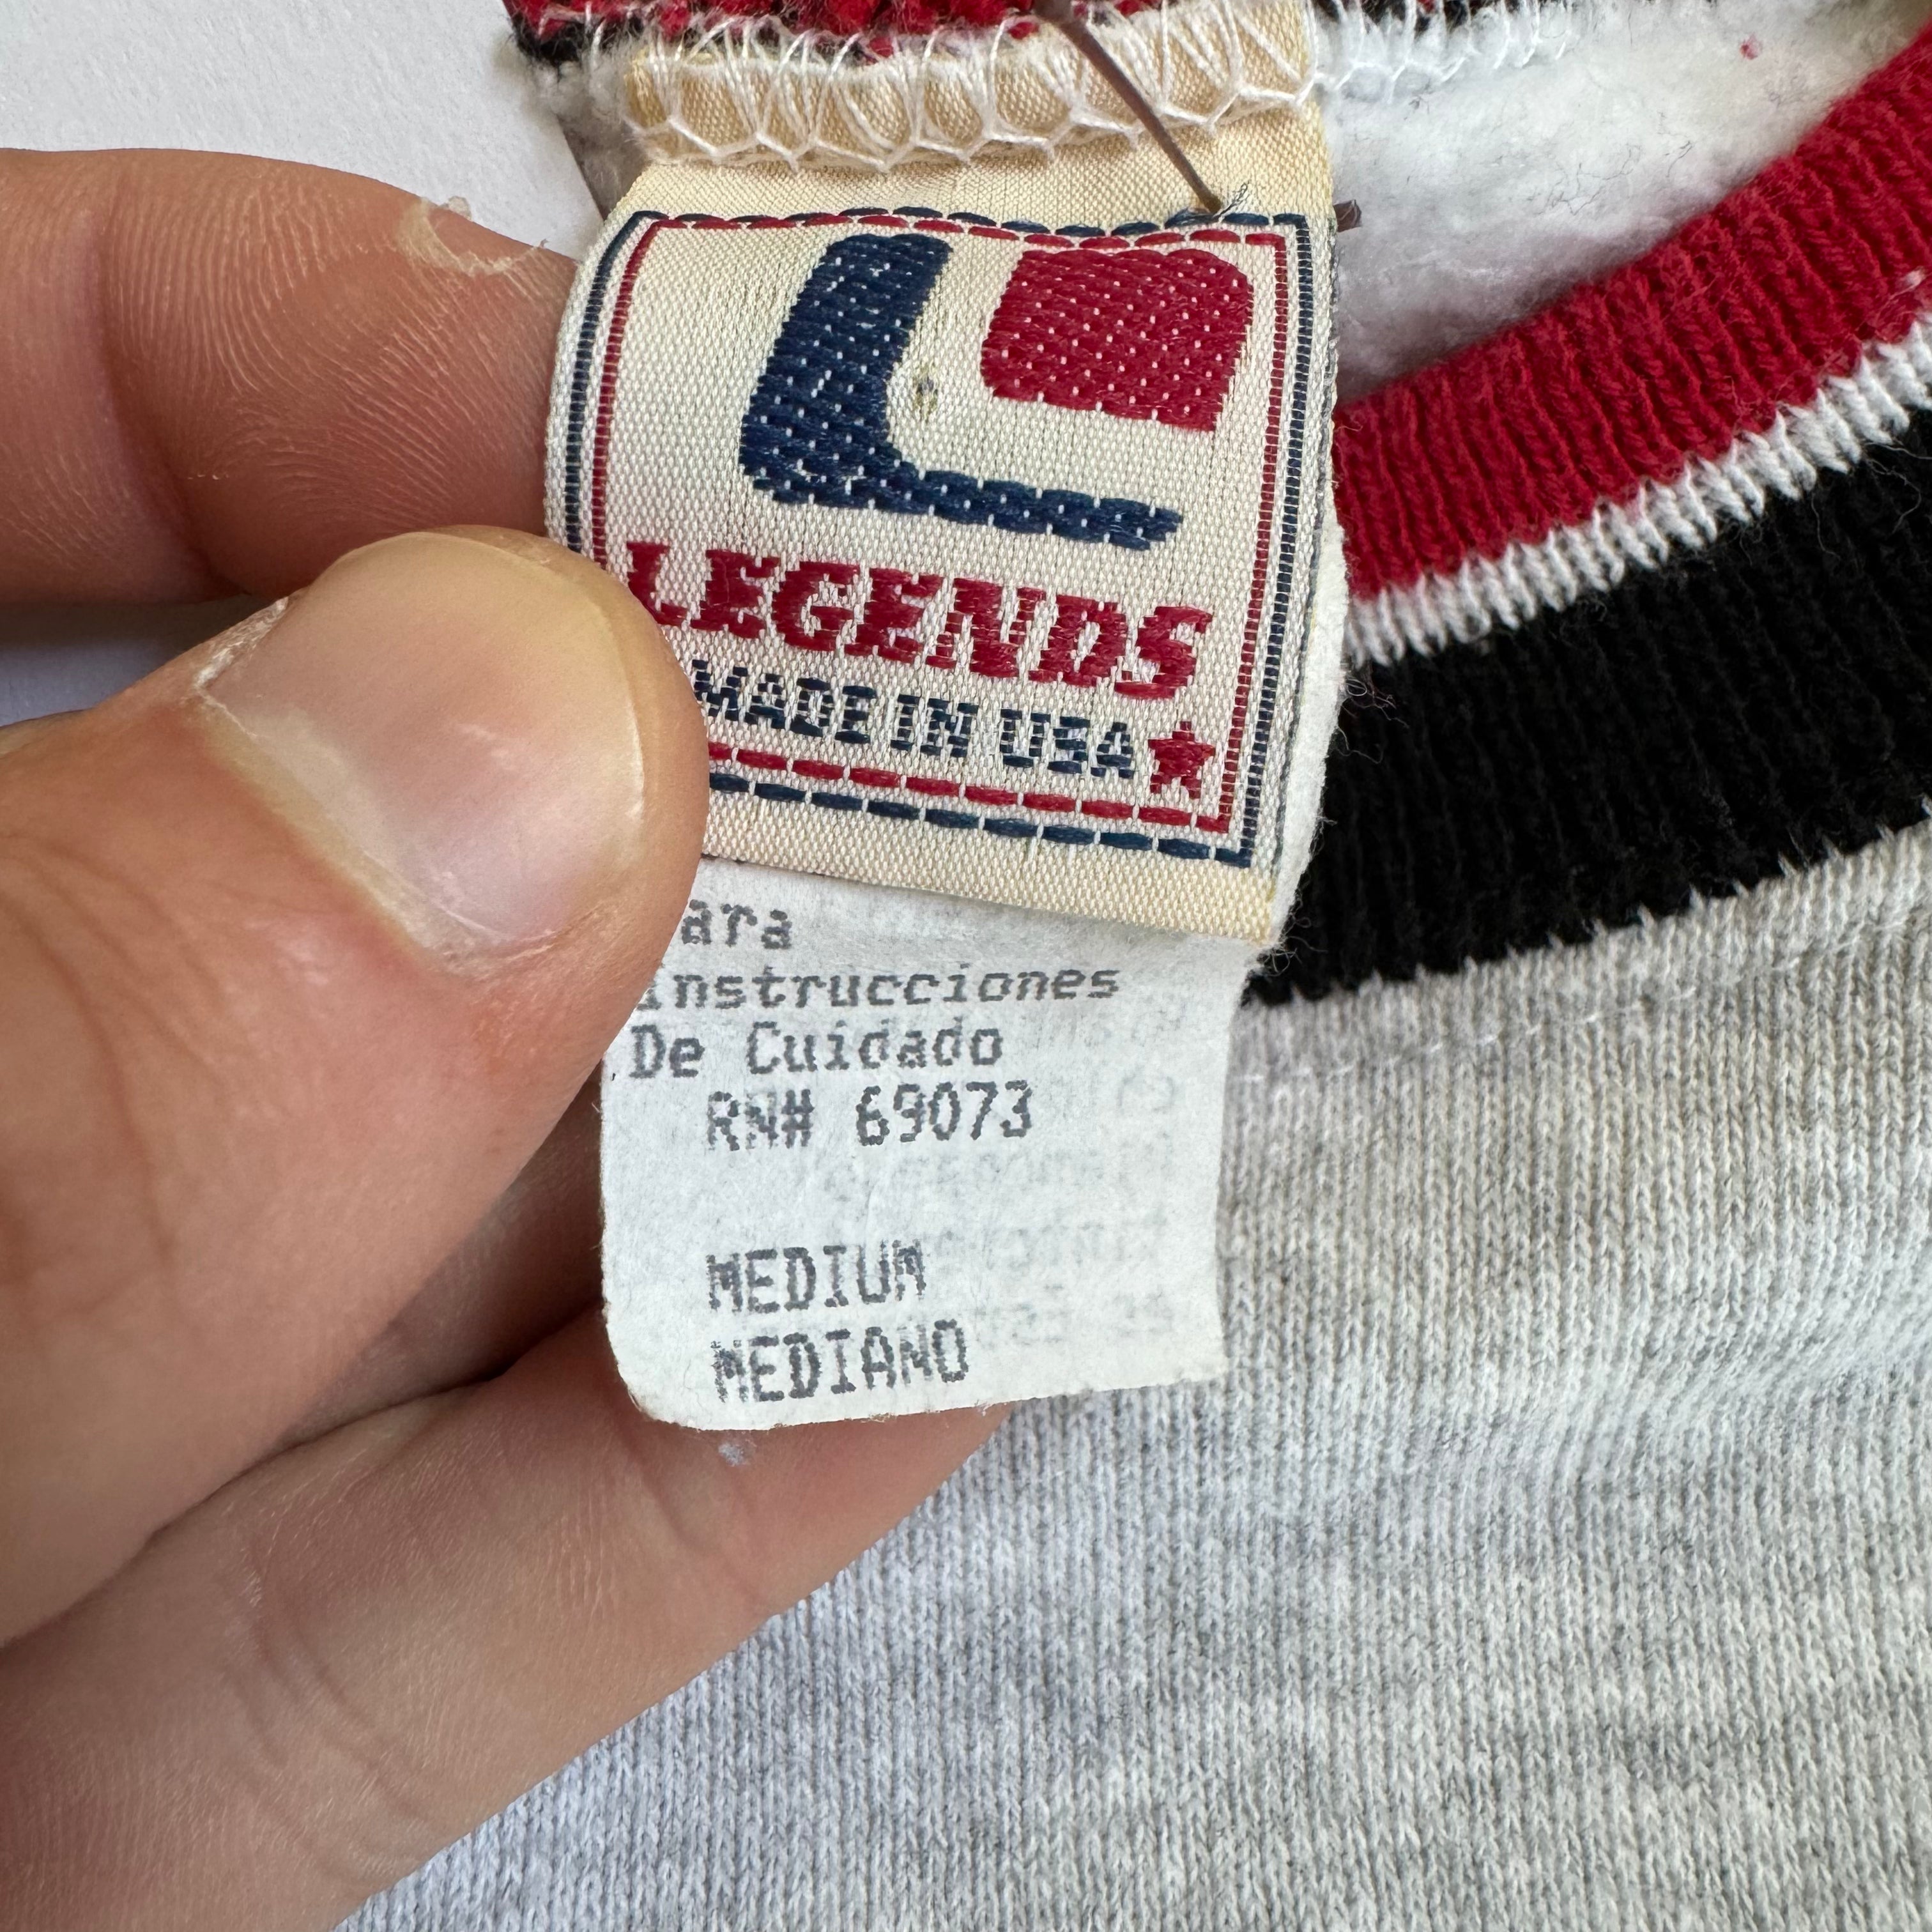 LEGENDS
MADE IN USA
ara
instrucciones
De Cuidado
RN# 69073
MEDIUM
MEDIANO